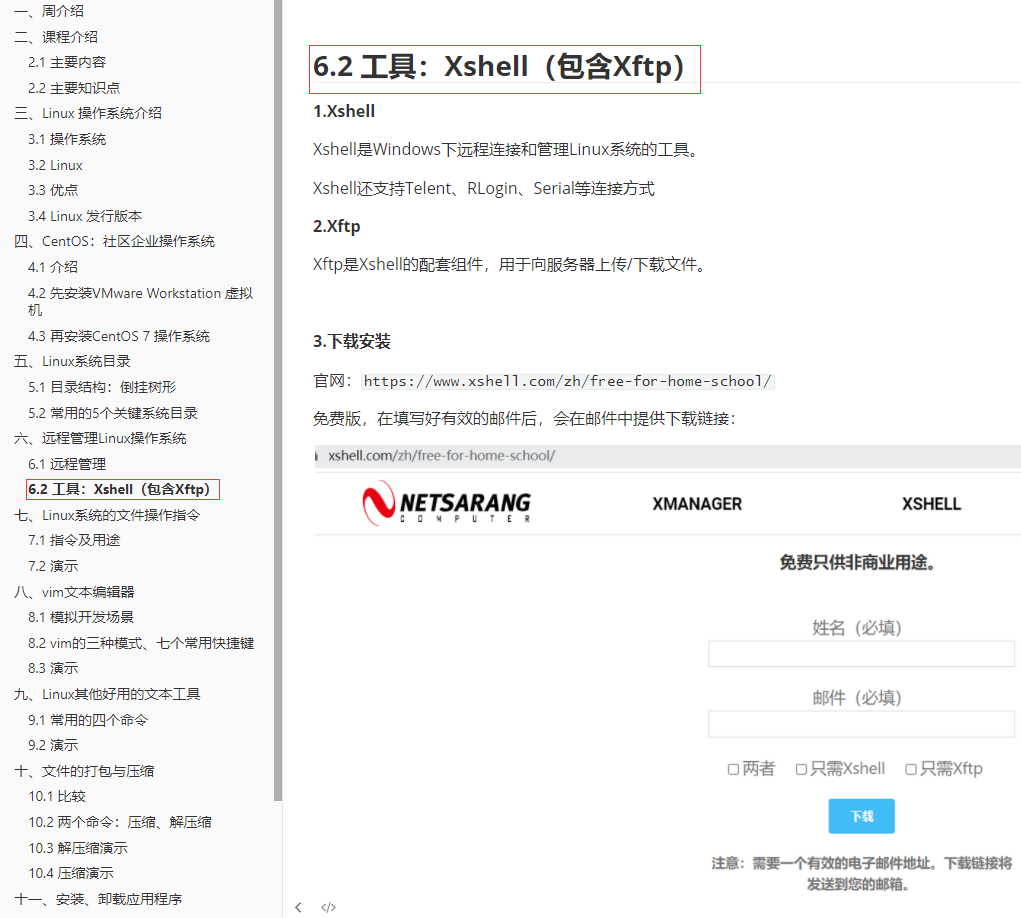 一、周介绍
二、课程介绍
2.1 主要内容
2.2 主要知识点
三、Linux 操作系统介绍
3.1 操作系统
3.2 Linux
3.3 优点
3.4 Linux 发行版本
四、CentOS：社区企业操作系统
4.1 介绍
4.2 先安装VMware Workstation 虚拟
机
4.3 再安装CentOS 7 操作系统
五、Linux系统目录
5.1 目录结构：倒挂树形
5.2 常用的5个关键系统目录
六、远程管理Linux操作系统
6.1 远程管理
6.2 工具：Xshell（包含Xftp）
七、Linux系统的文件操作指令
7.1 指令及用途
7.2 演示
八、vim文本编辑器
8.1 模拟开发场景
8.2 vim的三种模式、七个常用快捷键
8.3 演示
九、Linux其他好用的文本工具
9.1 常用的四个命令
9.2 演示
十、文件的打包与压缩
10.1 比较
10.2 两个命令：压缩、解压缩
10.3 解压缩演示
10.4 压缩演示
十一、安装、卸载应用程序
6.2 工具：Xshell（包含Xftp）
1.Xshell
Xshell是Windows下远程连接和管理Linux系统的工具。
Xshell还支持Telent、RLogin、Serial等连接方式
2.Xftp
Xftp是Xshell的配套组件，用于向服务器上传/下载文件。
3.下载安装
官网：https://www.xshell.com/zh/free-for-home-school/
免费版，在填写好有效的邮件后，会在邮件中提供下载链接：
xshell.com/zh/free-for-home-school/
NETSARANG
COMPUTER
XMANAGER
XSHELL
免费只供非商业用途。
姓名（必填）
邮件（必填）
两者 只需Xshell 只需Xftp
下载
注意：需要一个有效的电子邮件地址。下载链接将
发送到您的邮箱。